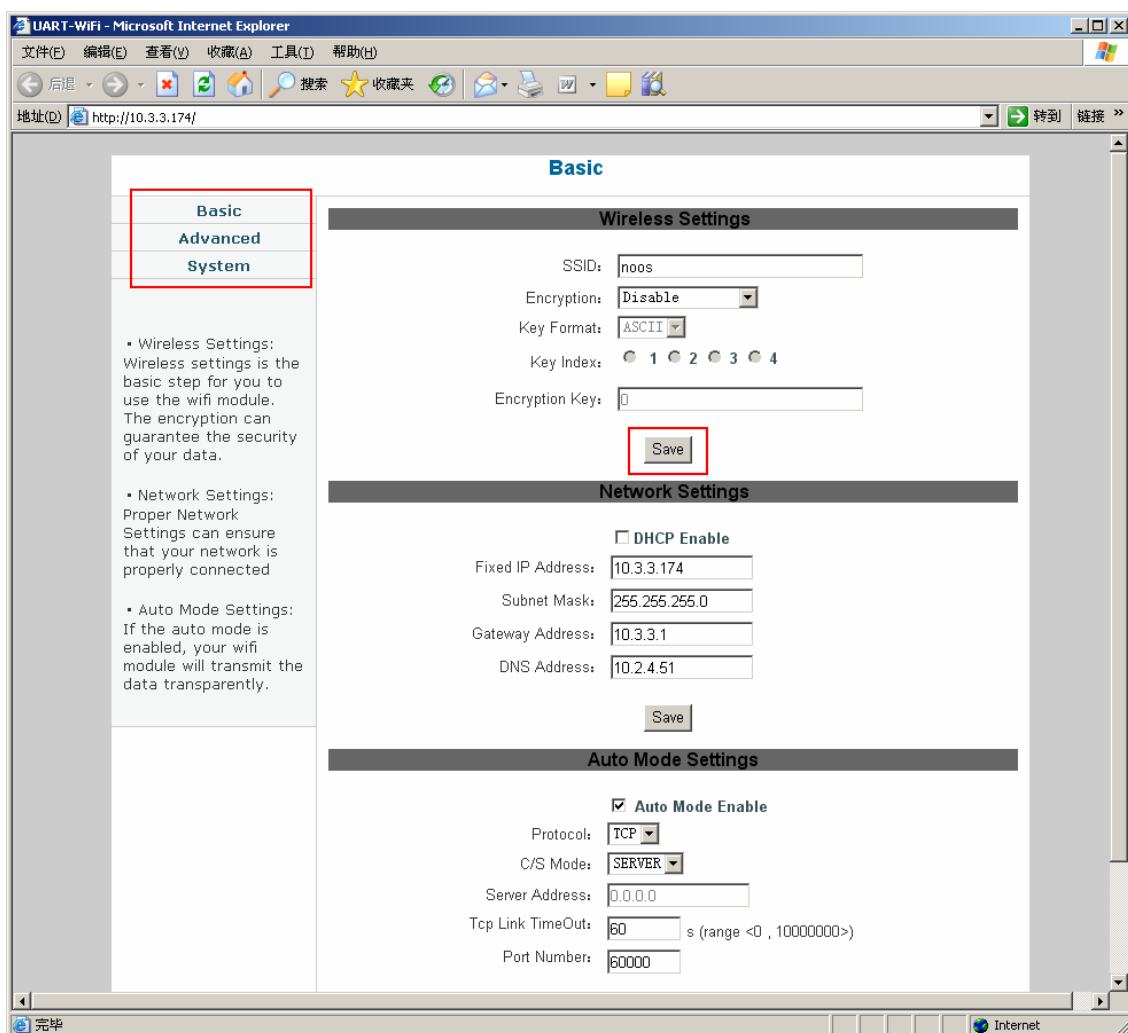 UART-WiFi - Microsoft Internet Explorer
文件(F) 编辑(E) 查看(V) 收藏(A) 工具(T) 帮助(H)
后退 搜索 收藏夹
地址(D) http://10.3.3.174/ 转到 链接 »
Basic
Basic
Advanced
System
• Wireless Settings:
Wireless settings is the
basic step for you to
use the wifi module.
The encryption can
guarantee the security
of your data.
• Network Settings:
Proper Network
Settings can ensure
that your network is
properly connected
• Auto Mode Settings:
If the auto mode is
enabled, your wifi
module will transmit the
data transparently.
Wireless Settings
SSID: noos
Encryption: Disable
Key Format: ASCII
Key Index: 1 2 3 4
Encryption Key: 0
Save
Network Settings
DHCP Enable
Fixed IP Address: 10.3.3.174
Subnet Mask: 255.255.255.0
Gateway Address: 10.3.3.1
DNS Address: 10.2.4.51
Save
Auto Mode Settings
Auto Mode Enable
Protocol: TCP
C/S Mode: SERVER
Server Address: 0.0.0.0
Tcp Link TimeOut: 60 s (range <0 , 10000000>)
Port Number: 60000
完毕 Internet